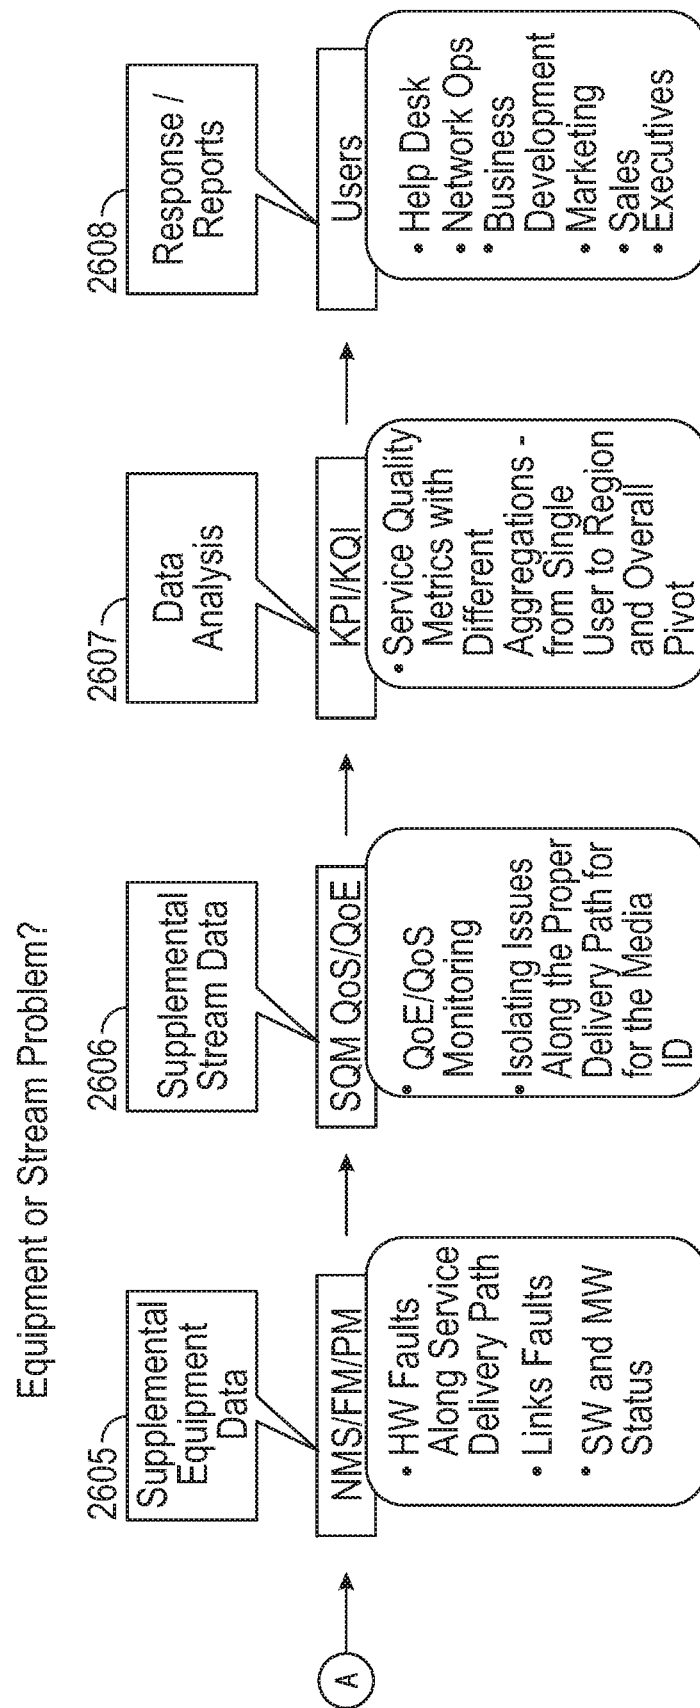 Equipment or Stream Problem?
A
2605
Supplemental
Equipment
Data
NMS/FM/PM
• HW Faults
Along Service
Delivery Path
• Links Faults
• SW and MW
Status
2606
Supplemental
Stream Data
SQM QoS/QoE
• QoE/QoS
Monitoring
• Isolating Issues
Along the Proper
Delivery Path for
for the Media
ID
2607
Data
Analysis
KPI/KQI
• Service Quality
Metrics with
Different
Aggregations -
from Single
User to Region
and Overall
Pivot
2608
Response /
Reports
Users
• Help Desk
• Network Ops
• Business
Development
• Marketing
• Sales
• Executives